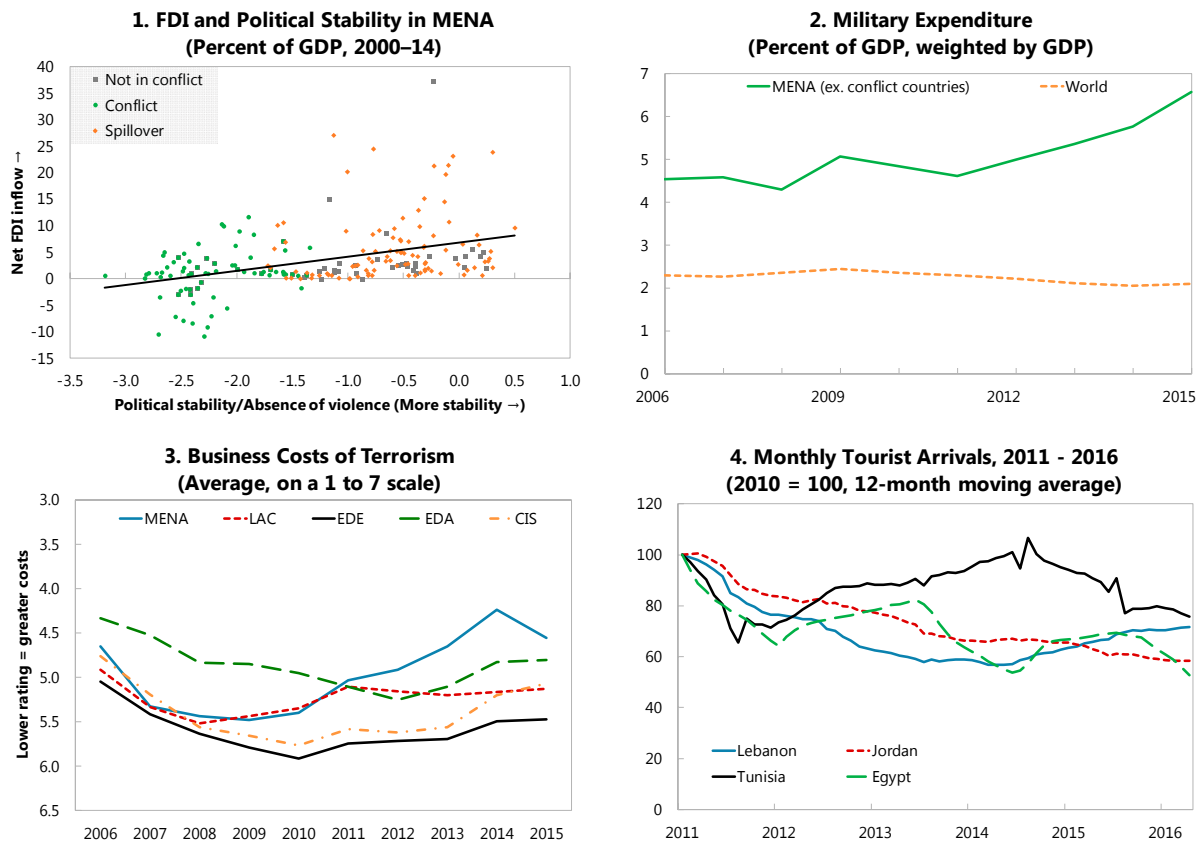 1. FDI and Political Stability in MENA
(Percent of GDP, 2000–14)
40
35
30
25
20
15
10
5
0
-5
-10
-15
Not in conflict
Conflict
Spillover
Net FDI inflow →
-3.5 -3.0 -2.5 -2.0 -1.5 -1.0 -0.5 0.0 0.5 1.0
Political stability/Absence of violence (More stability →)
2. Military Expenditure
(Percent of GDP, weighted by GDP)
7
6
5
4
3
2
1
0
MENA (ex. conflict countries) World
2006 2009 2012 2015
3. Business Costs of Terrorism
(Average, on a 1 to 7 scale)
3.0
3.5
4.0
4.5
5.0
5.5
6.0
6.5
MENA LAC EDE EDA CIS
Lower rating = greater costs
2006 2007 2008 2009 2010 2011 2012 2013 2014 2015
4. Monthly Tourist Arrivals, 2011 - 2016
(2010 = 100, 12-month moving average)
120
100
80
60
40
20
0
Lebanon Jordan
Tunisia Egypt
2011 2012 2013 2014 2015 2016